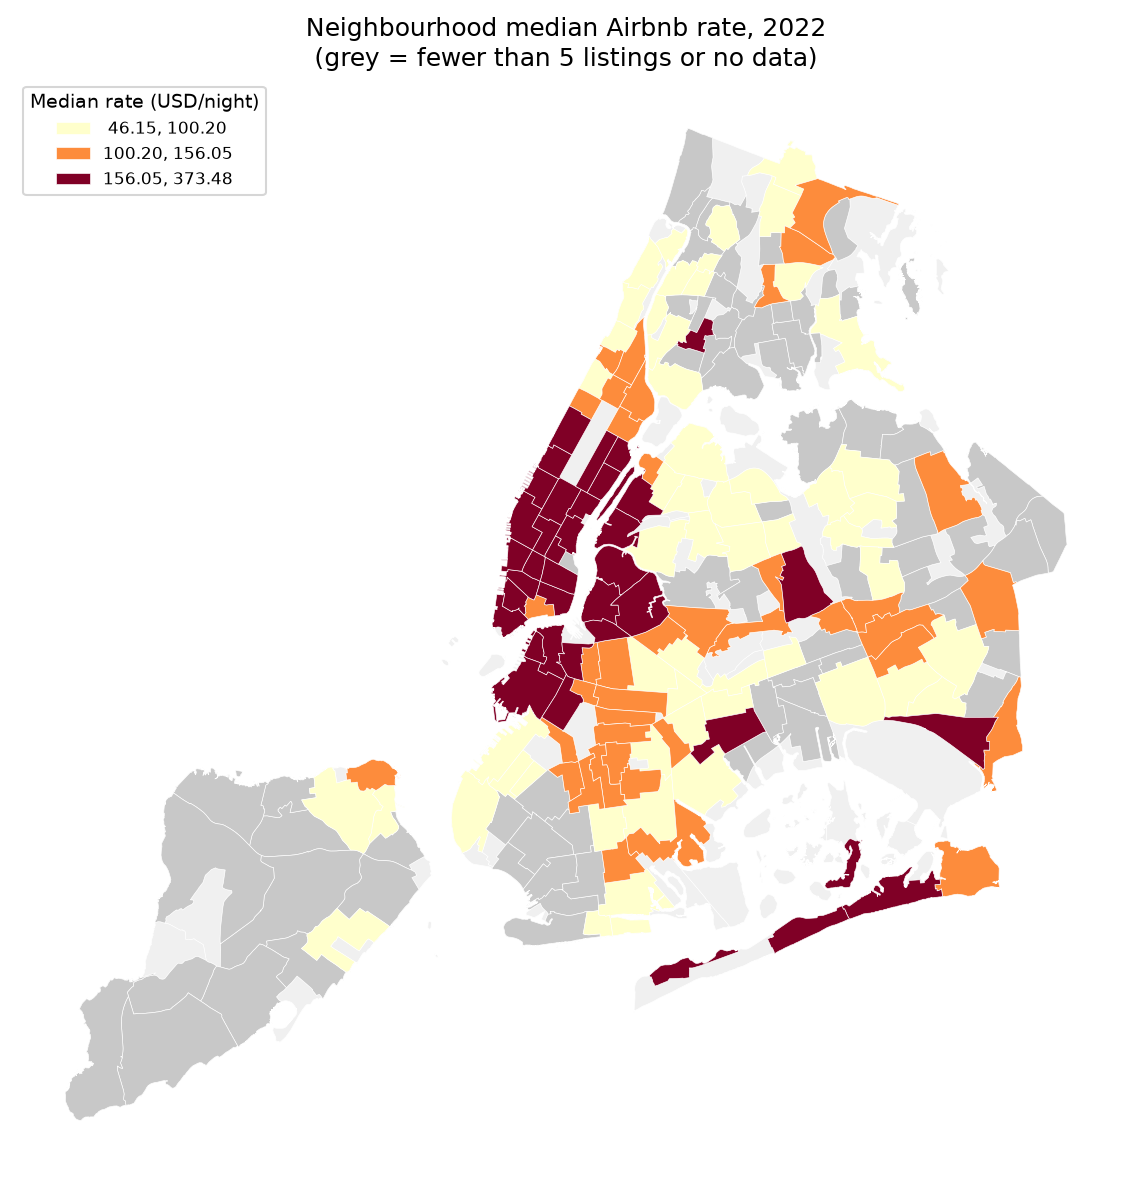 Neighbourhood median Airbnb rate, 2022
(grey = fewer than 5 listings or no data)
Median rate (USD/night)
46.15, 100.20
100.20, 156.05
156.05, 373.48